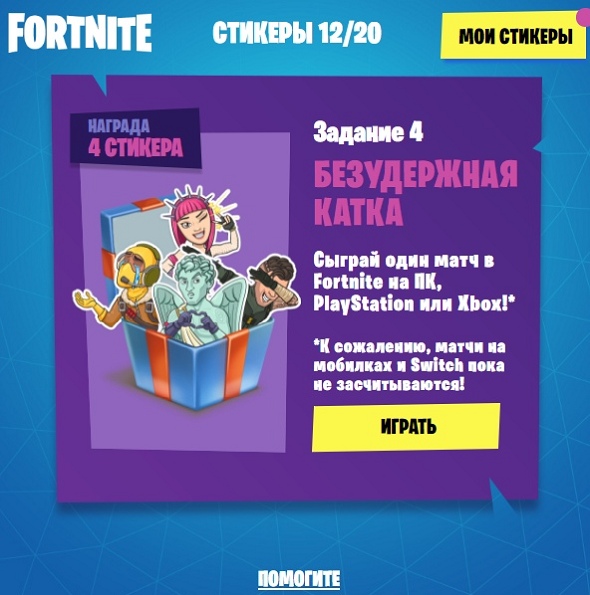 FORTNITE
СТИКЕРЫ 12/20
МОИ СТИКЕРЫ
НАГРАДА
4 СТИКЕРА
Задание 4
БЕЗУДЕРЖНАЯ
КАТКА
Сыграй один матч в
Fortnite на ПК,
PlayStation или Xbox!*
*К сожалению, матчи на
мобилках и Switch пока
не засчитываются!
ИГРАТЬ
ПОМОГИТЕ